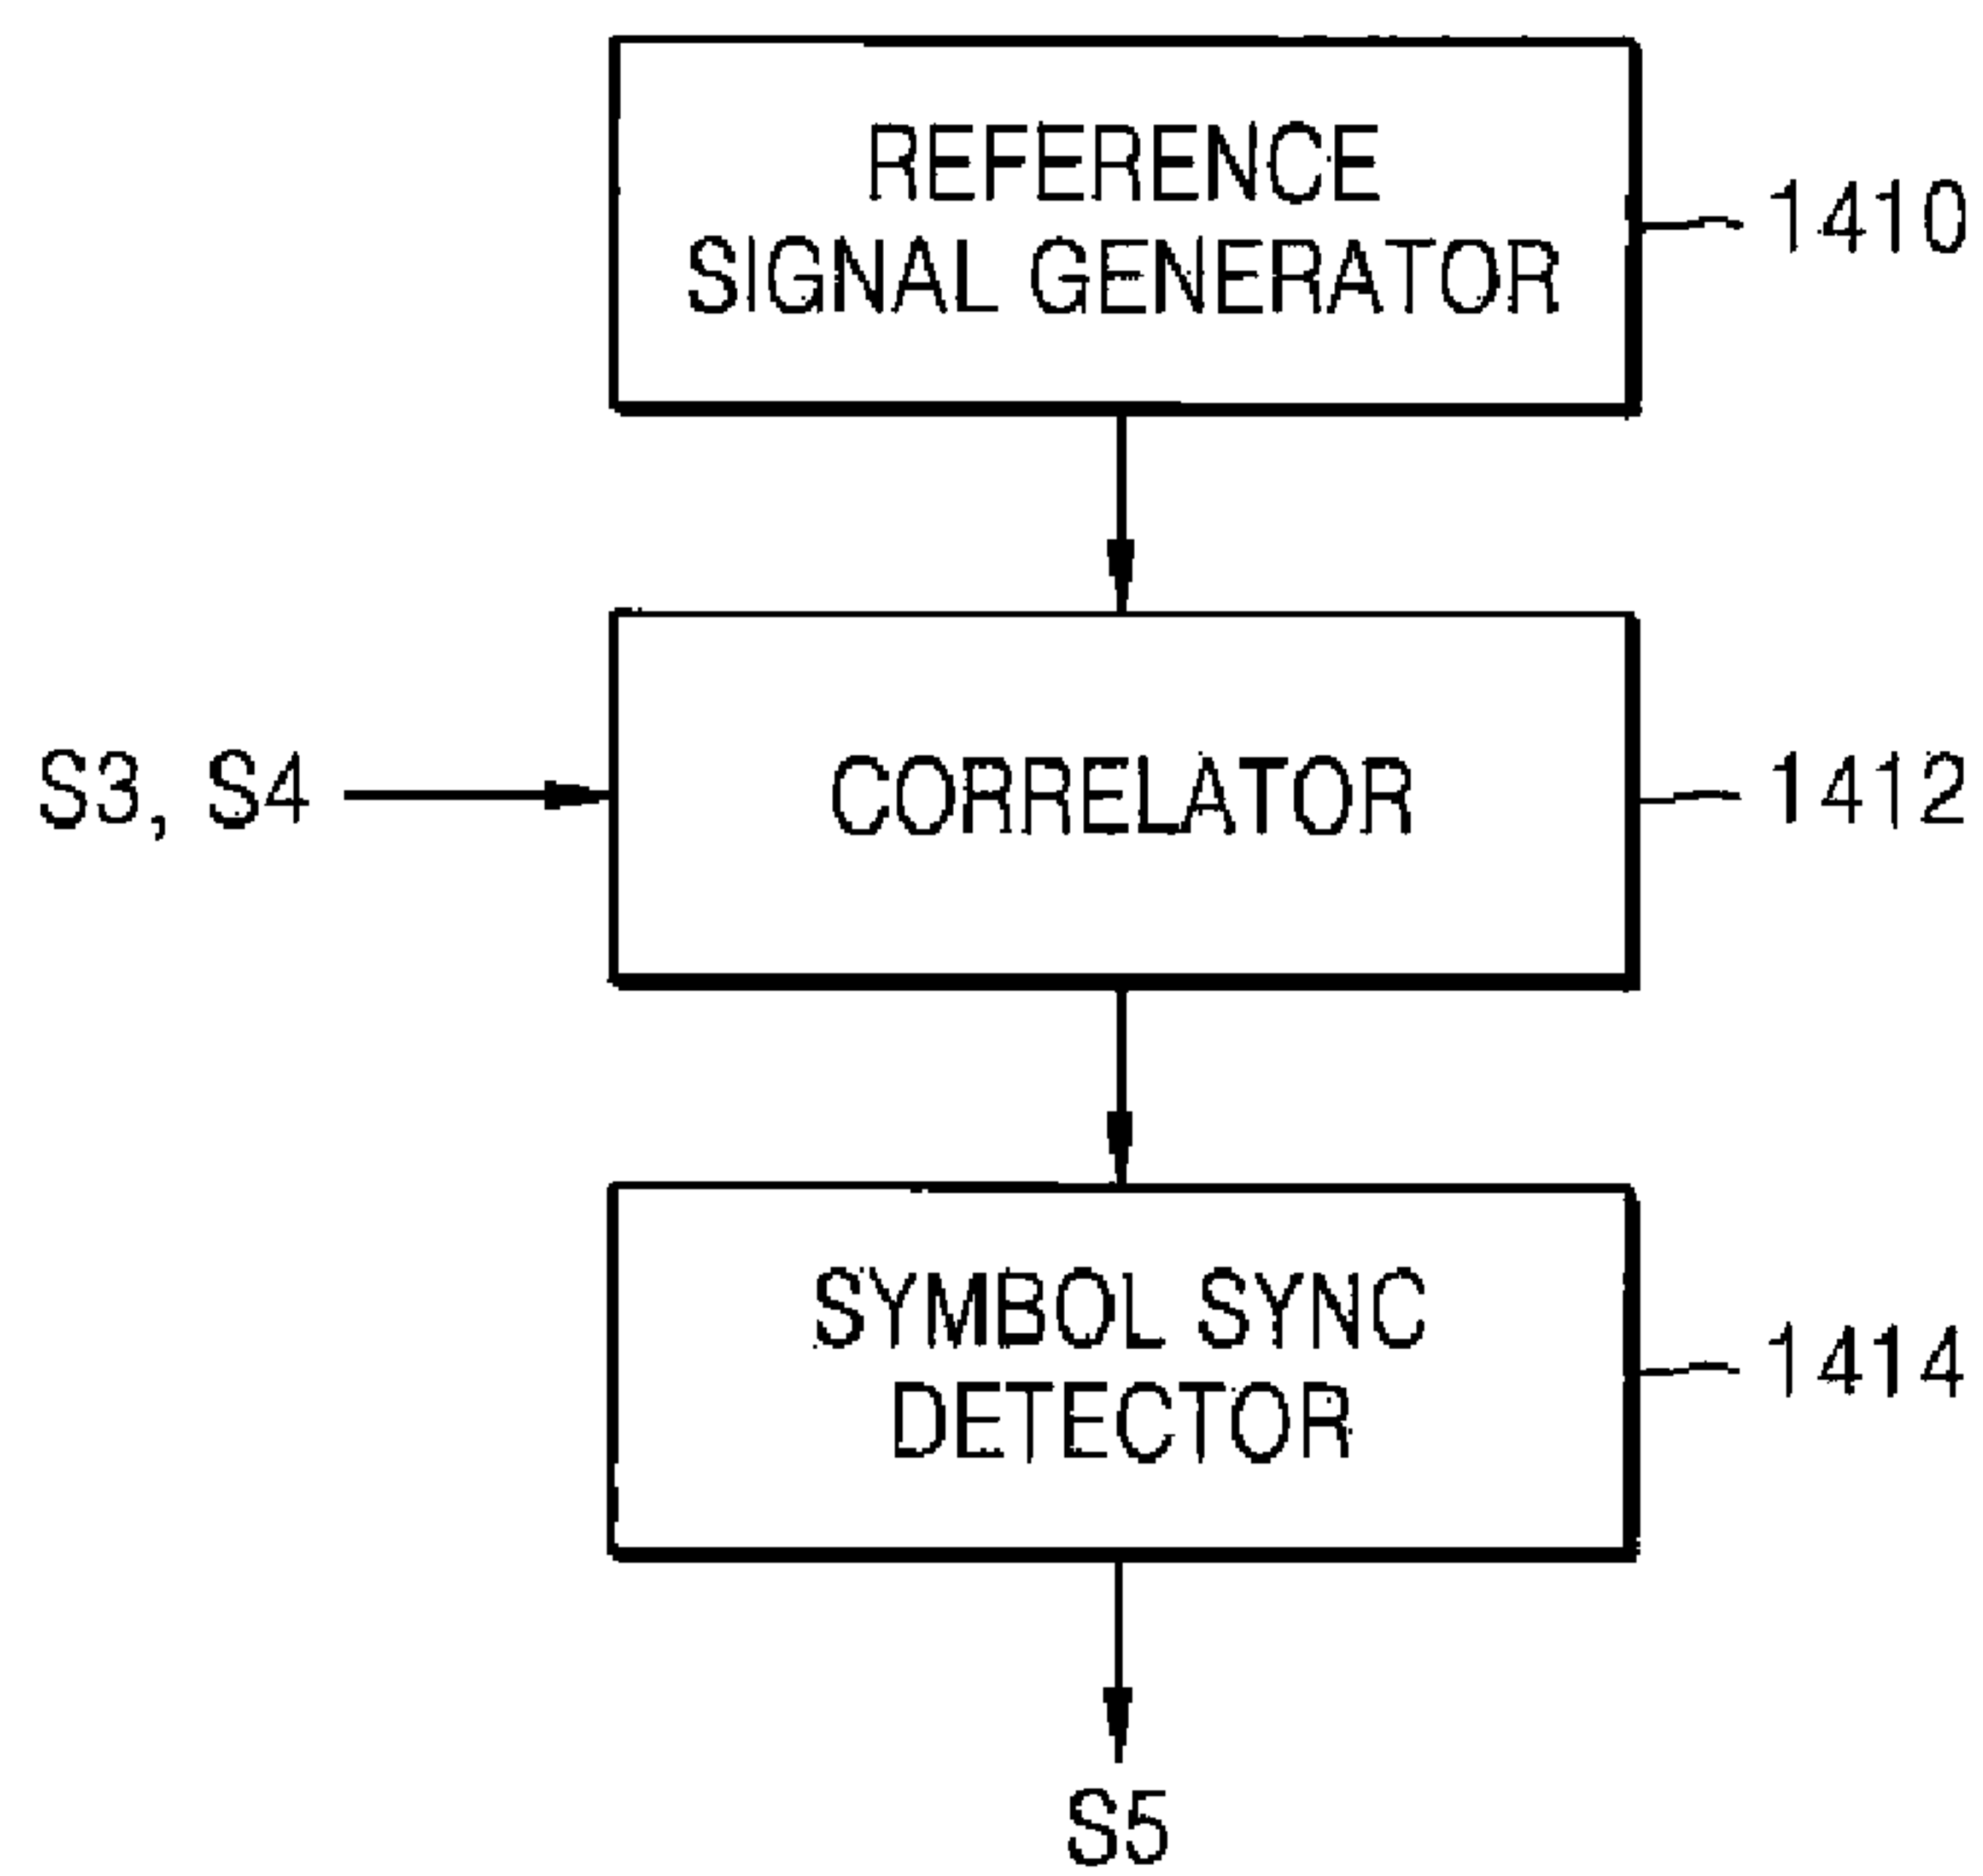 REFERENCE
SIGNAL GENERATOR
1410
S3, S4
CORRELATOR
1412
SYMBOL SYNC
DETECTOR
1414
S5